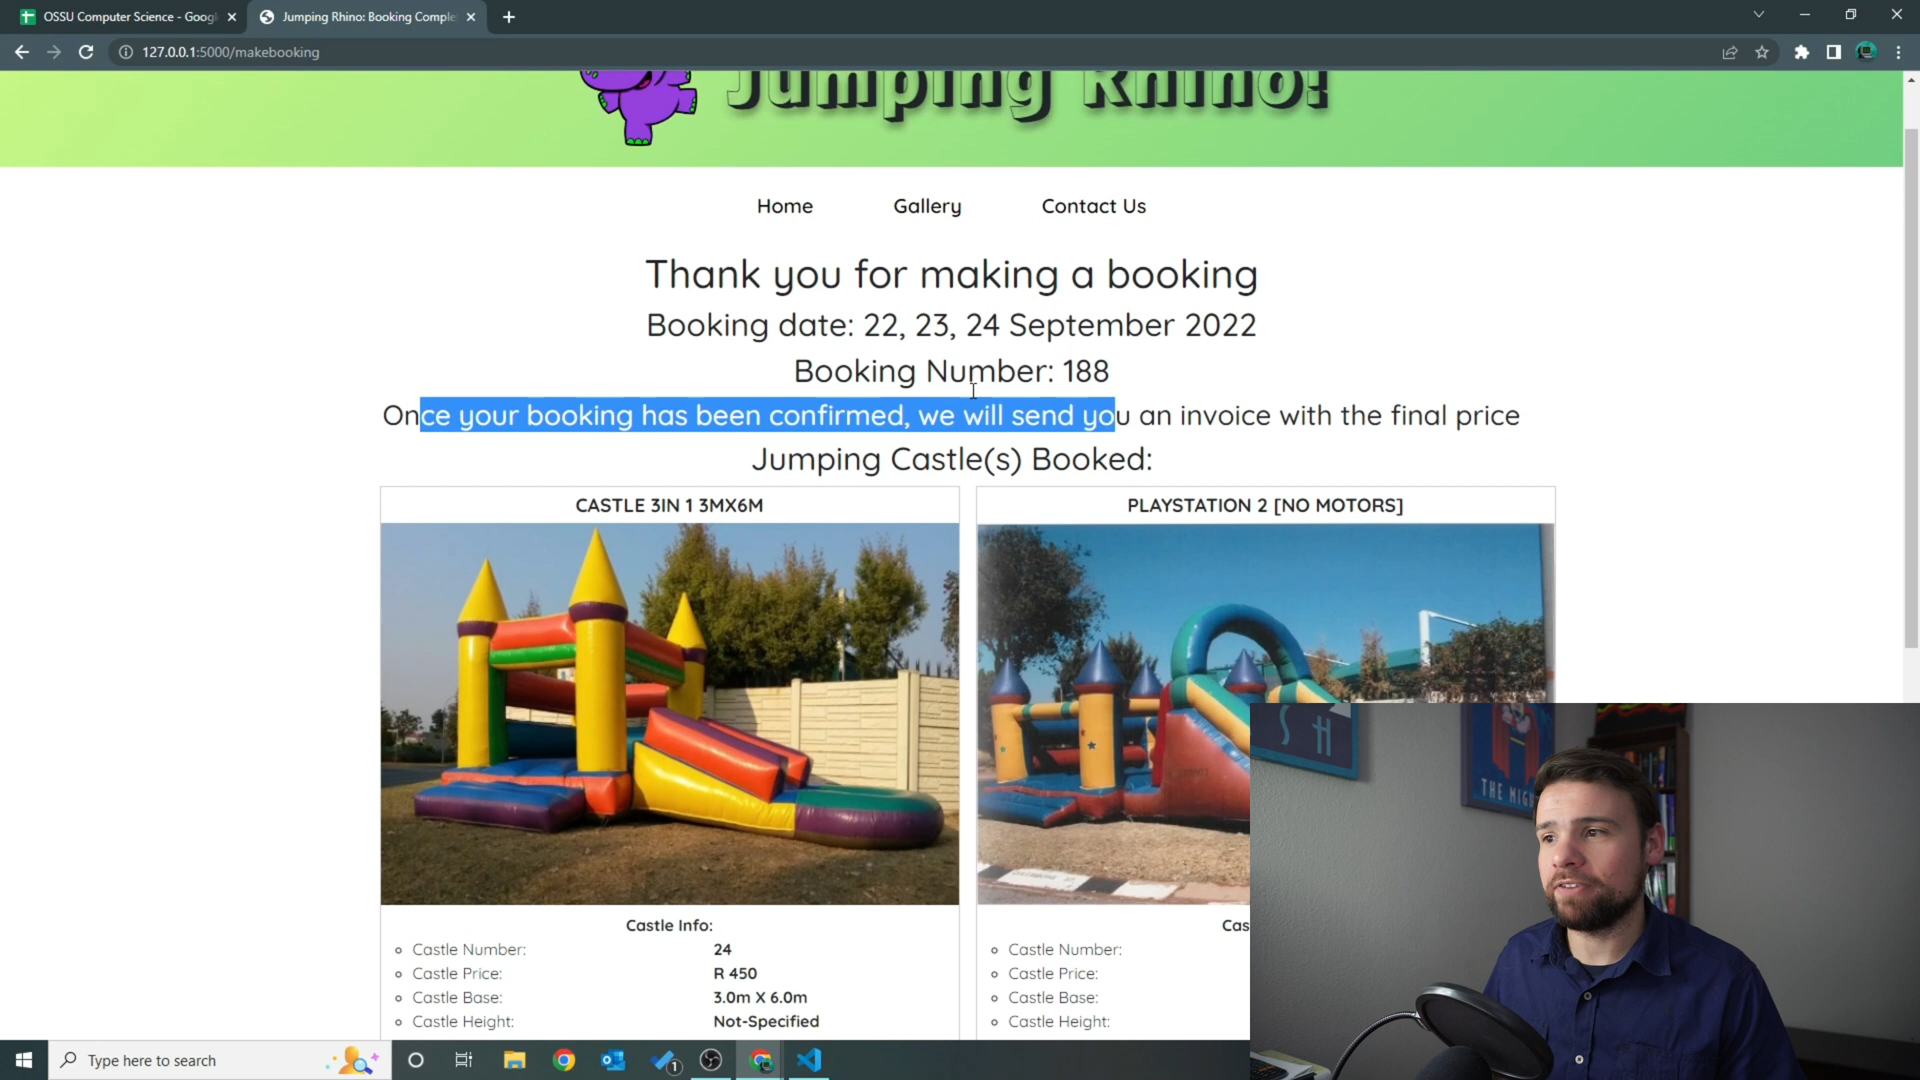 OSSU Computer Science - Goog
Jumping Rhino: Booking Comple
127.0.0.1:5000/makebooking
Jumping Rhino!
Home Gallery Contact Us
Thank you for making a booking
Booking date: 22, 23, 24 September 2022
Booking Number: 188
Once your booking has been confirmed, we will send you an invoice with the final price
Jumping Castle(s) Booked:
CASTLE 3IN 1 3MX6M
PLAYSTATION 2 [NO MOTORS]
Castle Info:
Castle Number: 24
Castle Price: R 450
Castle Base: 3.0m X 6.0m
Castle Height: Not-Specified
Cas
Castle Number:
Castle Price:
Castle Base:
Castle Height:
S H
THE MIGH
Type here to search
1